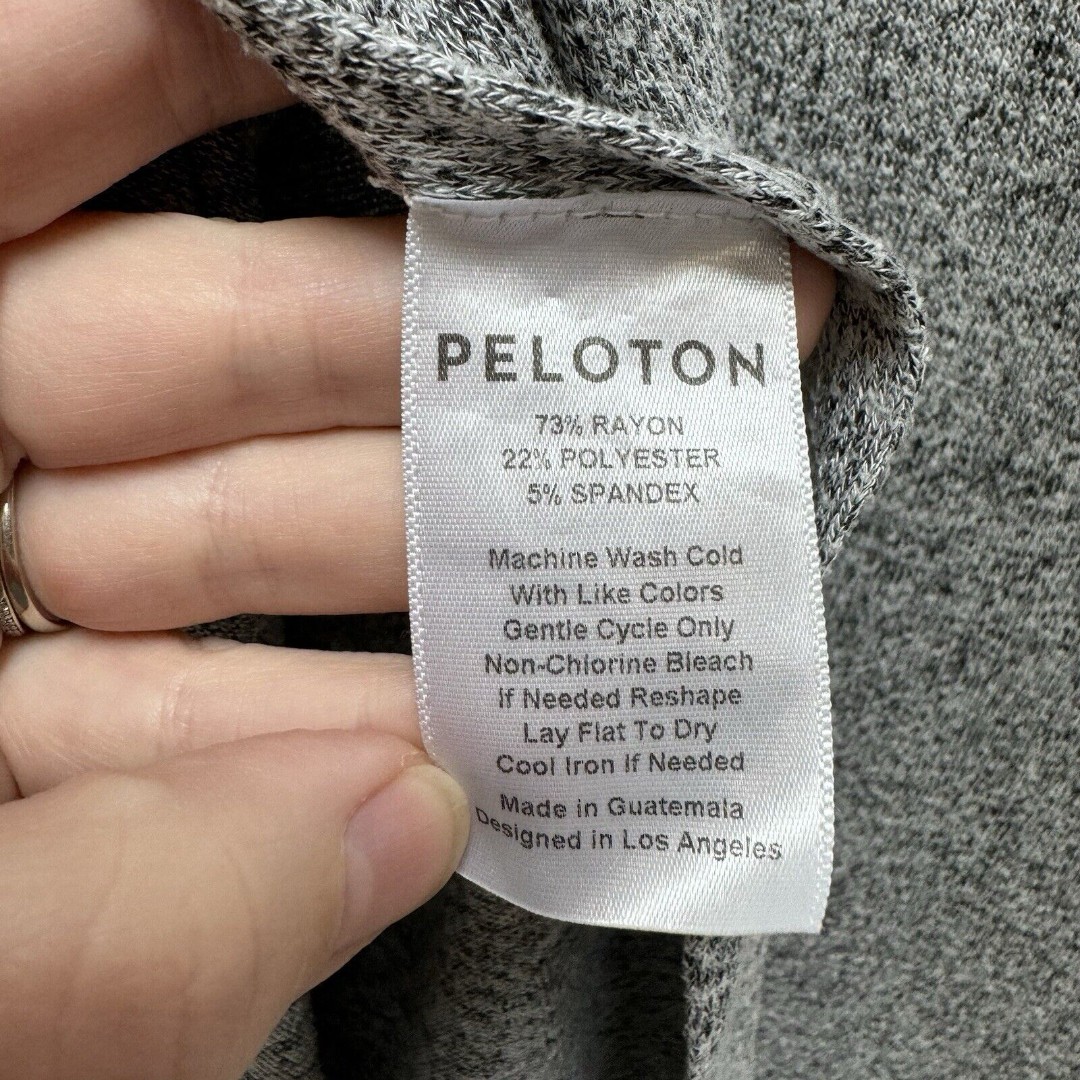 PELOTON
73% RAYON
22% POLYESTER
5% SPANDEX
Machine Wash Cold
With Like Colors
Gentle Cycle Only
Non-Chlorine Bleach
If Needed Reshape
Lay Flat To Dry
Cool Iron If Needed
Made in Guatemala
Designed in Los Angeles